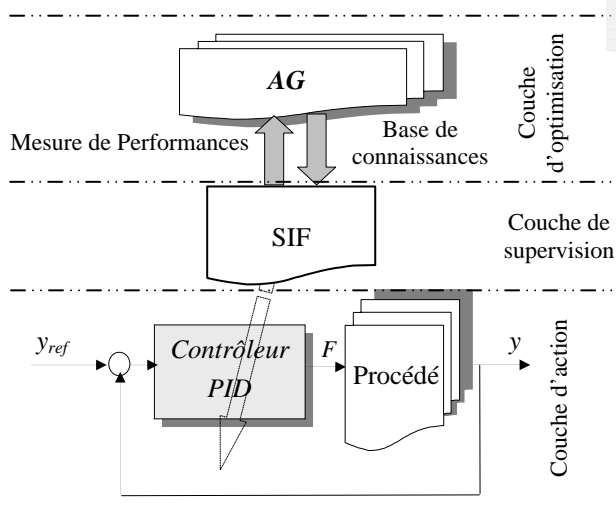 AG
Mesure de Performances
Base de
connaissances
Couche
d'optimisation
SIF
Couche de
supervision
y_ref
Contrôleur
PID
F
Procédé
y
Couche d'action